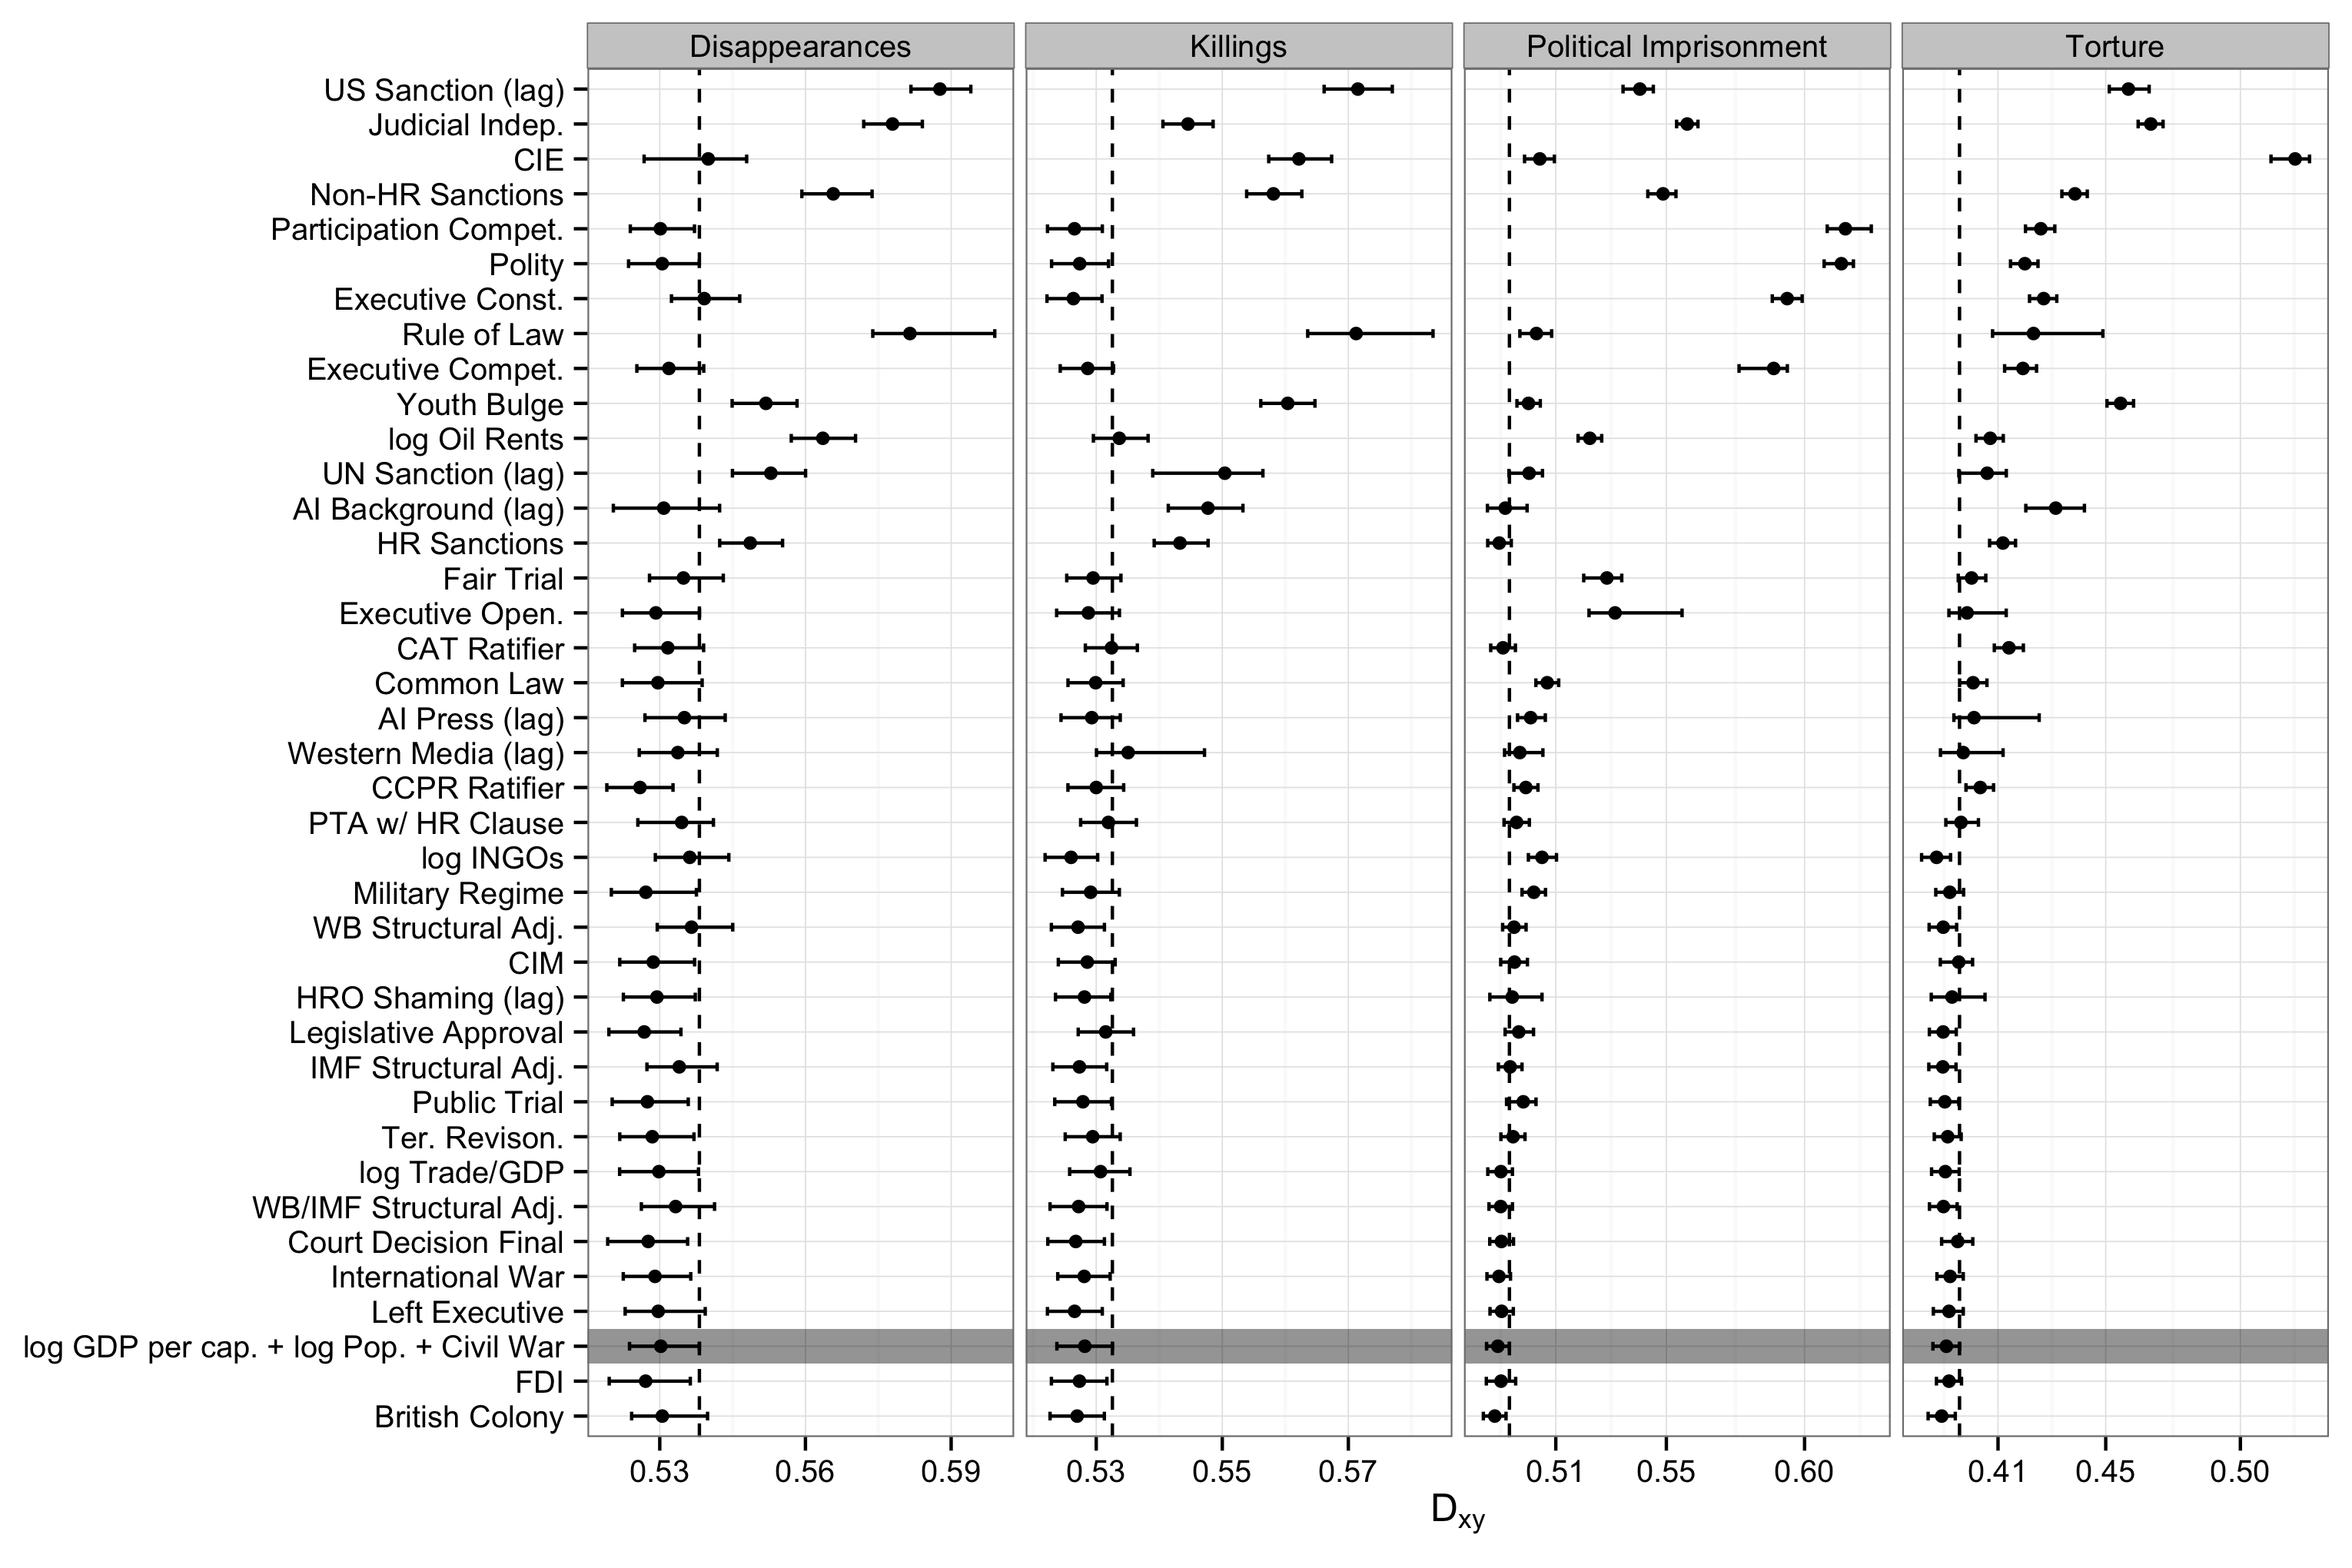 Disappearances Killings Political Imprisonment Torture
US Sanction (lag)
Judicial Indep.
CIE
Non-HR Sanctions
Participation Compet.
Polity
Executive Const.
Rule of Law
Executive Compet.
Youth Bulge
log Oil Rents
UN Sanction (lag)
AI Background (lag)
HR Sanctions
Fair Trial
Executive Open.
CAT Ratifier
Common Law
AI Press (lag)
Western Media (lag)
CCPR Ratifier
PTA w/ HR Clause
log INGOs
Military Regime
WB Structural Adj.
CIM
HRO Shaming (lag)
Legislative Approval
IMF Structural Adj.
Public Trial
Ter. Revison.
log Trade/GDP
WB/IMF Structural Adj.
Court Decision Final
International War
Left Executive
log GDP per cap. + log Pop. + Civil War
FDI
British Colony
0.53 0.56 0.59 0.53 0.55 0.57 0.51 0.55 0.60 0.41 0.45 0.50
Dxy